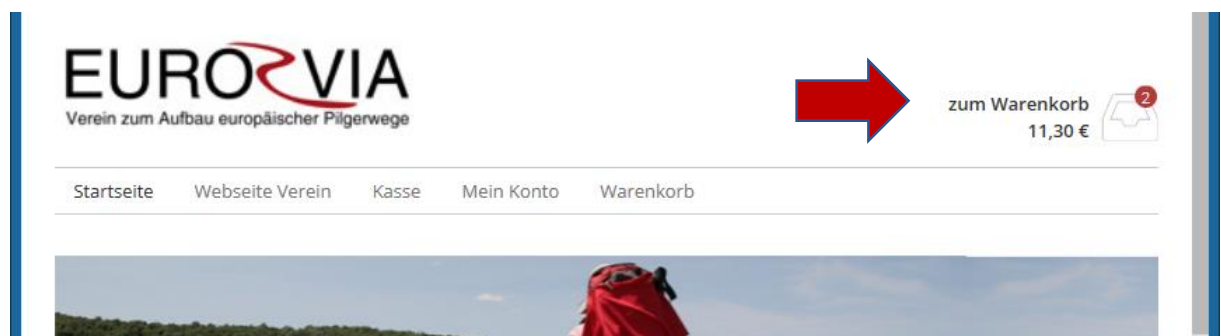 EUROVIA
Verein zum Aufbau europäischer Pilgerwege
zum Warenkorb
2
11,30 €
Startseite Webseite Verein Kasse Mein Konto Warenkorb